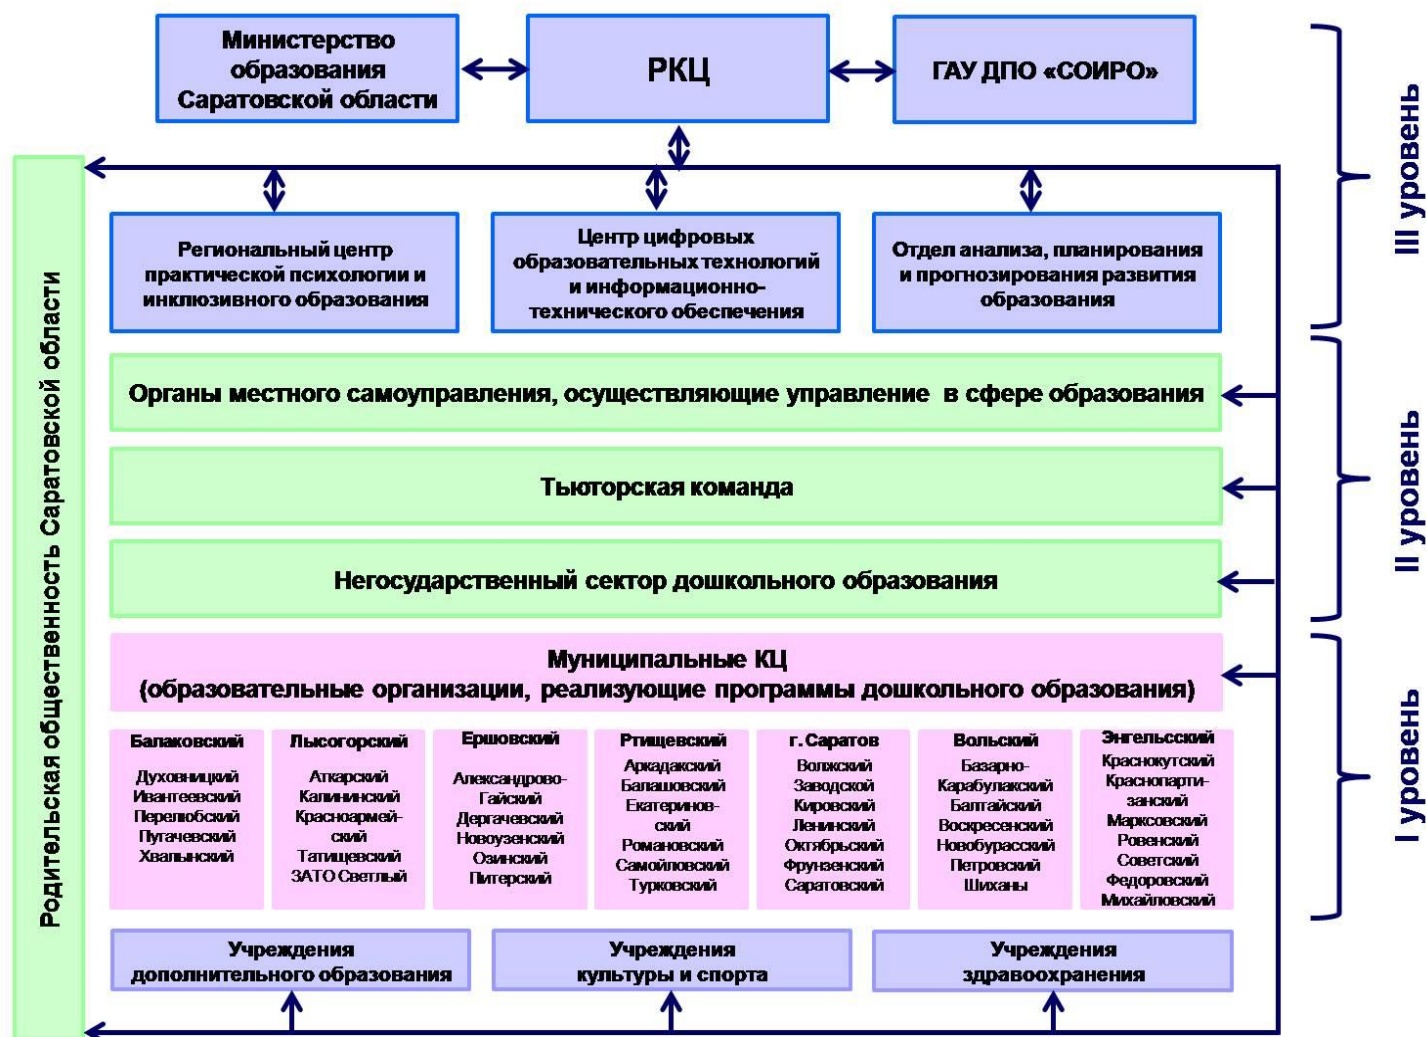 Министерство
образования
Саратовской области
РКЦ
ГАУ ДПО «СОИРО»
III уровень
Родительская общественность Саратовской области
Региональный центр
практической психологии и
инклюзивного образования
Центр цифровых
образовательных технологий
и информационно-
технического обеспечения
Отдел анализа, планирования
и прогнозирования развития
образования
Органы местного самоуправления, осуществляющие управление в сфере образования
Тьюторская команда
Негосударственный сектор дошкольного образования
II уровень
Муниципальные КЦ
(образовательные организации, реализующие программы дошкольного образования)
I уровень
Балаковский
Духовницкий
Ивантеевский
Перелюбский
Пугачевский
Хвалынский
Лысогорский
Аткарский
Калининский
Красноармей-
ский
Татищевский
ЗАТО Светлый
Ершовский
Александрово-
Гайский
Дергачевский
Новоузенский
Озинский
Питерский
Ртищевский
Аркадакский
Балашовский
Екатеринов-
ский
Романовский
Самойловский
Турковский
г. Саратов
Волжский
Заводской
Кировский
Ленинский
Октябрьский
Фрунзенский
Саратовский
Вольский
Базарно-
Карабулакский
Балтайский
Воскресенский
Новобурасский
Петровский
Шиханы
Энгельсский
Краснокутский
Краснопарти-
занский
Марксовский
Ровенский
Советский
Федоровский
Михайловский
Учреждения
дополнительного образования
Учреждения
культуры и спорта
Учреждения
здравоохранения